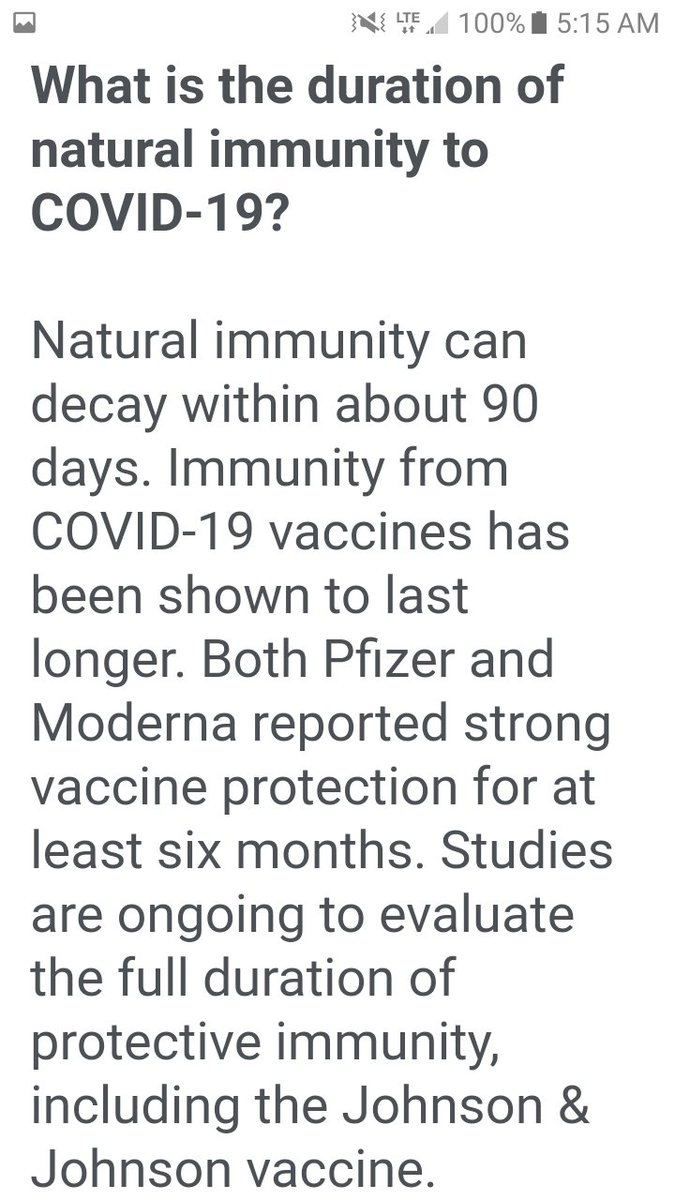 LTE 100% 5:15 AM
What is the duration of
natural immunity to
COVID-19?
Natural immunity can
decay within about 90
days. Immunity from
COVID-19 vaccines has
been shown to last
longer. Both Pfizer and
Moderna reported strong
vaccine protection for at
least six months. Studies
are ongoing to evaluate
the full duration of
protective immunity,
including the Johnson &
Johnson vaccine.